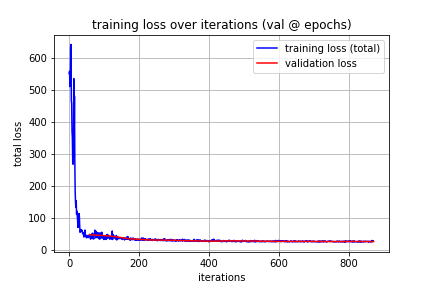 training loss over iterations (val @ epochs)
training loss (total)
validation loss
total loss
600
500
400
300
200
100
0
0
200
400
600
800
iterations